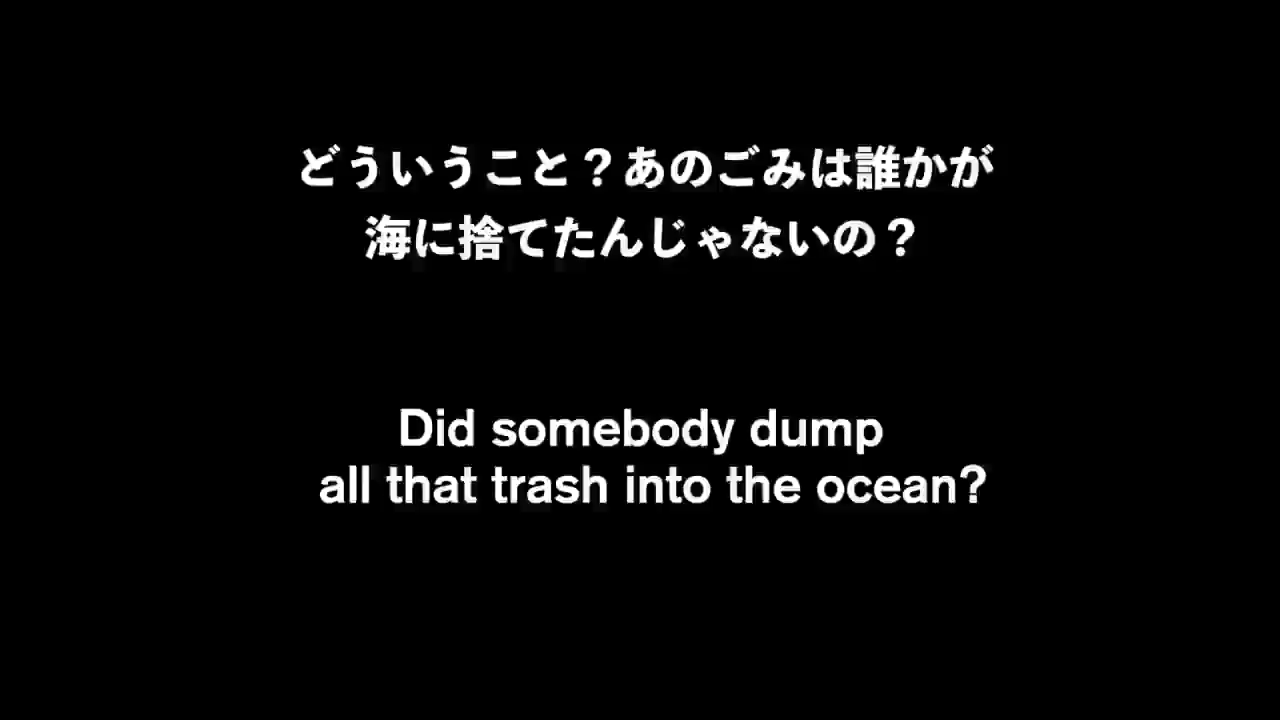 どういうこと？あのごみは誰かが
海に捨てたんじゃないの？
Did somebody dump
all that trash into the ocean?